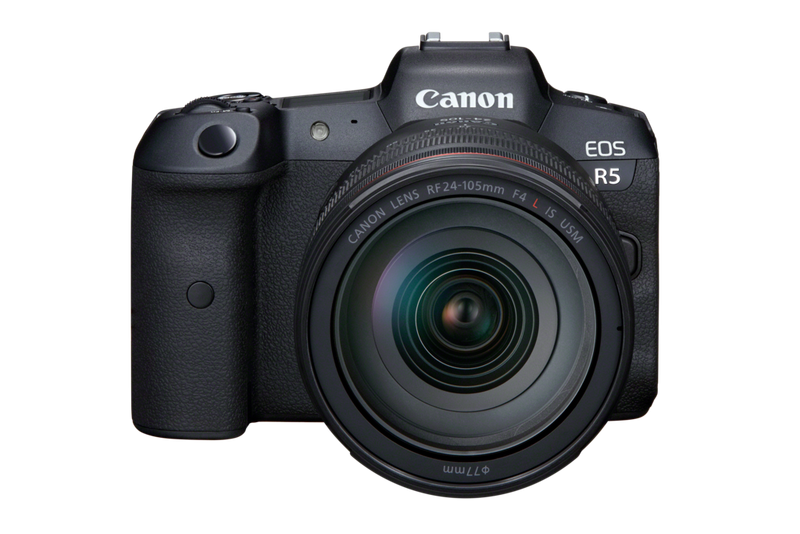 Canon
EOS
R5
CANON LENS RF24-105mm F4 L IS USM
Φ77mm